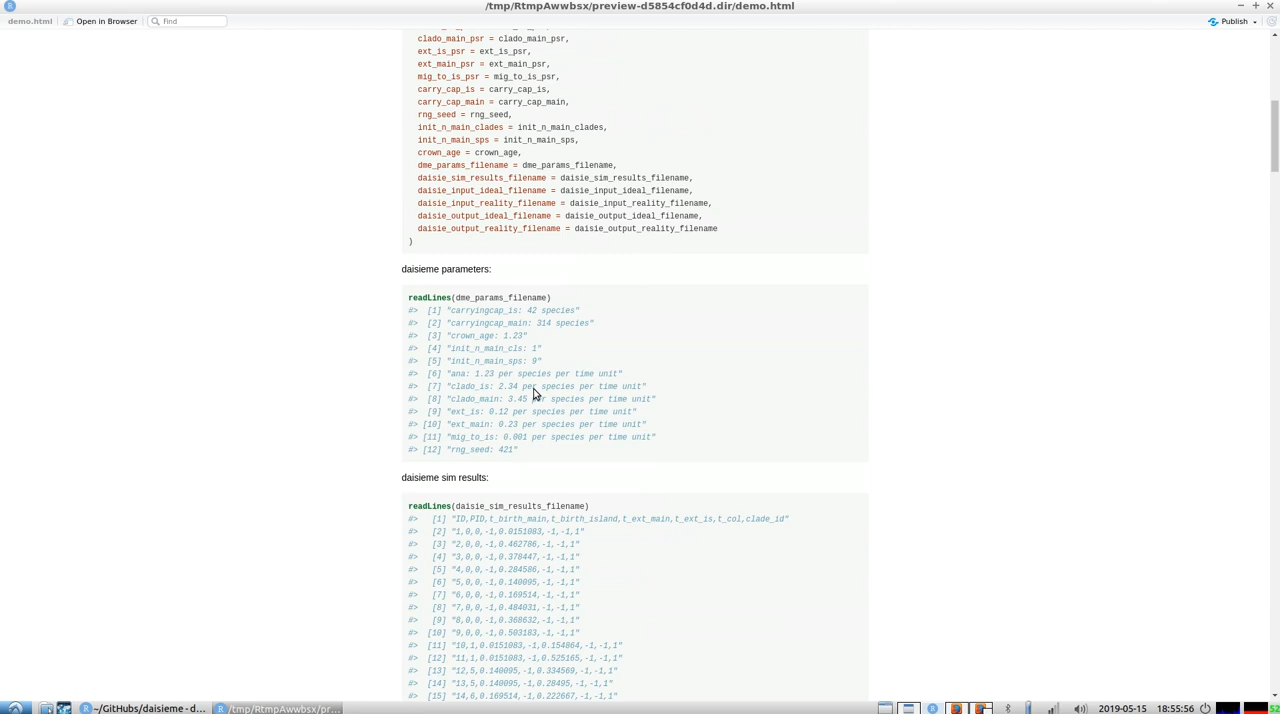 /tmp/RtmpAwwbsx/preview-d5854cf0d4d.dir/demo.html
demo.html Open in Browser Find Publish
clado_main_psr = clado_main_psr,
ext_is_psr = ext_is_psr,
ext_main_psr = ext_main_psr,
mig_to_is_psr = mig_to_is_psr,
carry_cap_is = carry_cap_is,
carry_cap_main = carry_cap_main,
rng_seed = rng_seed,
init_n_main_clades = init_n_main_clades,
init_n_main_sps = init_n_main_sps,
crown_age = crown_age,
dme_params_filename = dme_params_filename,
daisie_sim_results_filename = daisie_sim_results_filename,
daisie_input_ideal_filename = daisie_input_ideal_filename,
daisie_input_reality_filename = daisie_input_reality_filename,
daisie_output_ideal_filename = daisie_output_ideal_filename,
daisie_output_reality_filename = daisie_output_reality_filename
)
daisieme parameters:
readLines(dme_params_filename)
#> [1] "carryingcap_is: 42 species"
#> [2] "carryingcap_main: 314 species"
#> [3] "crown_age: 1.23"
#> [4] "init_n_main_cls: 1"
#> [5] "init_n_main_sps: 9"
#> [6] "ana: 1.23 per species per time unit"
#> [7] "clado_is: 2.34 per species per time unit"
#> [8] "clado_main: 3.45 per species per time unit"
#> [9] "ext_is: 0.12 per species per time unit"
#> [10] "ext_main: 0.23 per species per time unit"
#> [11] "mig_to_is: 0.001 per species per time unit"
#> [12] "rng_seed: 421"
daisieme sim results:
readLines(daisie_sim_results_filename)
#> [1] "ID,PID,t_birth_main,t_birth_island,t_ext_main,t_ext_is,t_col,clade_id"
#> [2] "1,0,0,-1,0.0151083,-1,-1,1"
#> [3] "2,0,0,-1,0.462786,-1,-1,1"
#> [4] "3,0,0,-1,0.378447,-1,-1,1"
#> [5] "4,0,0,-1,0.284586,-1,-1,1"
#> [6] "5,0,0,-1,0.140095,-1,-1,1"
#> [7] "6,0,0,-1,0.169514,-1,-1,1"
#> [8] "7,0,0,-1,0.484031,-1,-1,1"
#> [9] "8,0,0,-1,0.368632,-1,-1,1"
#> [10] "9,0,0,-1,0.503183,-1,-1,1"
#> [11] "10,1,0.0151083,-1,0.154864,-1,-1,1"
#> [12] "11,1,0.0151083,-1,0.525165,-1,-1,1"
#> [13] "12,5,0.140095,-1,0.334569,-1,-1,1"
#> [14] "13,5,0.140095,-1,0.28495,-1,-1,1"
#> [15] "14,6,0.169514,-1,0.222667,-1,-1,1"
~/GitHubs/daisieme - d... /tmp/RtmpAwwbsx/pr... 2019-05-15 18:55:56